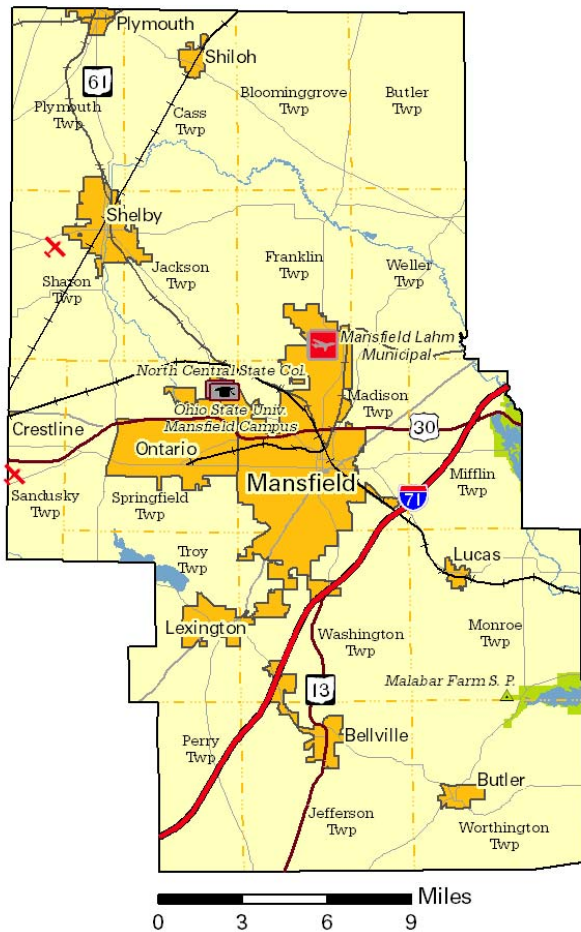 Plymouth
Shiloh
61
Plymouth
Twp
Cass
Twp
Bloominggrove
Twp
Butler
Twp
Shelby
Sharon
Twp
Jackson
Twp
Franklin
Twp
Weller
Twp
Mansfield Lahm
Municipal
North Central State Col.
Ohio State Univ.
Mansfield Campus
Madison
Twp
Crestline
30
Ontario
Mansfield
Mifflin
Twp
71
Sandusky
Twp
Springfield
Twp
Troy
Twp
Lucas
Lexington
Washington
Twp
Monroe
Twp
Malabar Farm S. P.
13
Perry
Twp
Bellville
Butler
Jefferson
Twp
Worthington
Twp
Miles
0 3 6 9